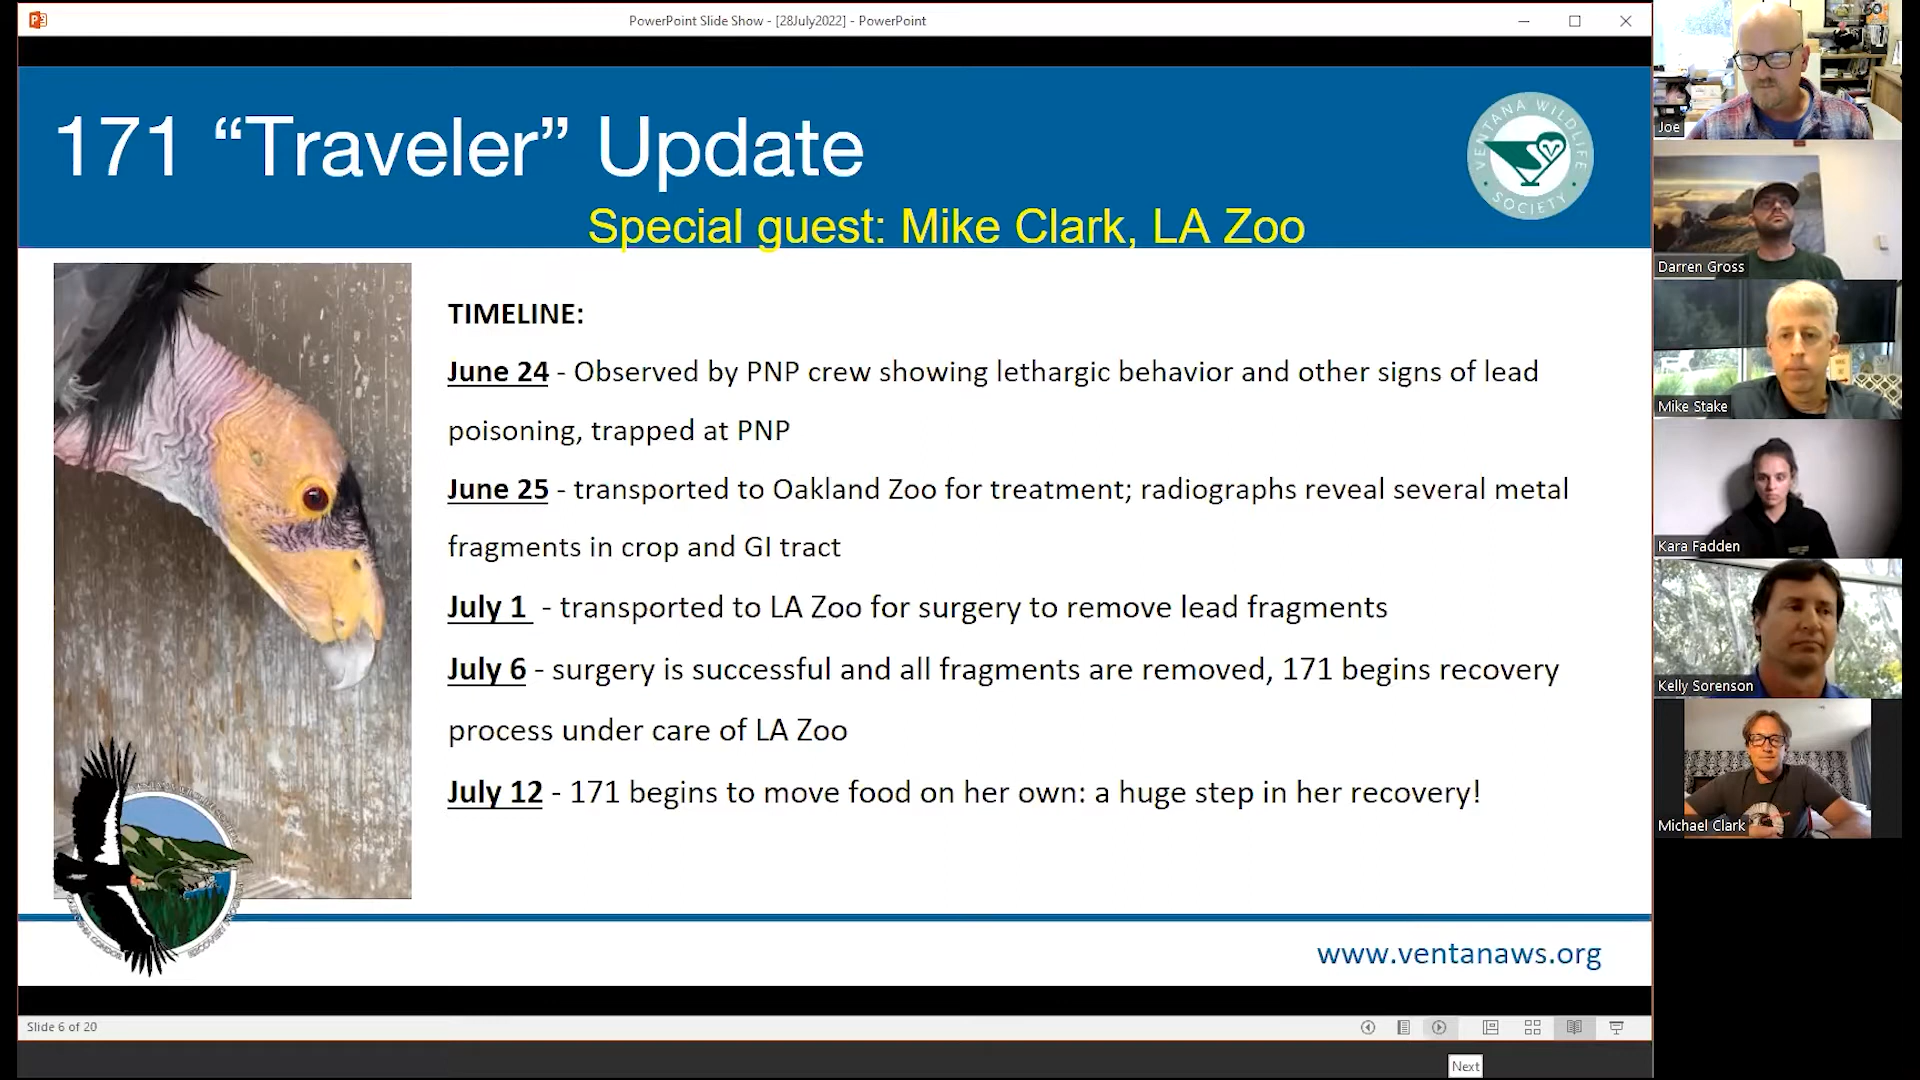 PowerPoint Slide Show - [28July2022] - PowerPoint
171 “Traveler” Update
Special guest: Mike Clark, LA Zoo
VENTANA WILDLIFE
• SOCIETY •
TIMELINE:
June 24 - Observed by PNP crew showing lethargic behavior and other signs of lead
poisoning, trapped at PNP
June 25 - transported to Oakland Zoo for treatment; radiographs reveal several metal
fragments in crop and GI tract
July 1 - transported to LA Zoo for surgery to remove lead fragments
July 6 - surgery is successful and all fragments are removed, 171 begins recovery
process under care of LA Zoo
July 12 - 171 begins to move food on her own: a huge step in her recovery!
www.ventanaws.org
Slide 6 of 20
Next
Joe
Darren Gross
Mike Stake
Kara Fadden
Kelly Sorenson
Michael Clark